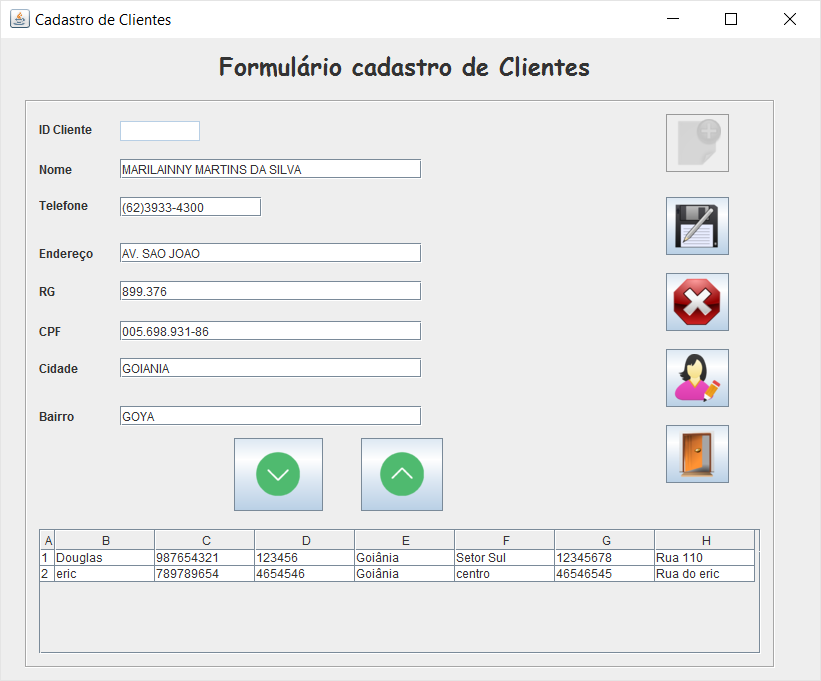 Cadastro de Clientes
Formulário cadastro de Clientes
ID Cliente
Nome MARILAINNY MARTINS DA SILVA
Telefone (62)3933-4300
Endereço AV. SAO JOAO
RG 899.376
CPF 005.698.931-86
Cidade GOIANIA
Bairro GOYA
A B C D E F G H
1 Douglas 987654321 123456 Goiânia Setor Sul 12345678 Rua 110
2 eric 789789654 4654546 Goiânia centro 46546545 Rua do eric